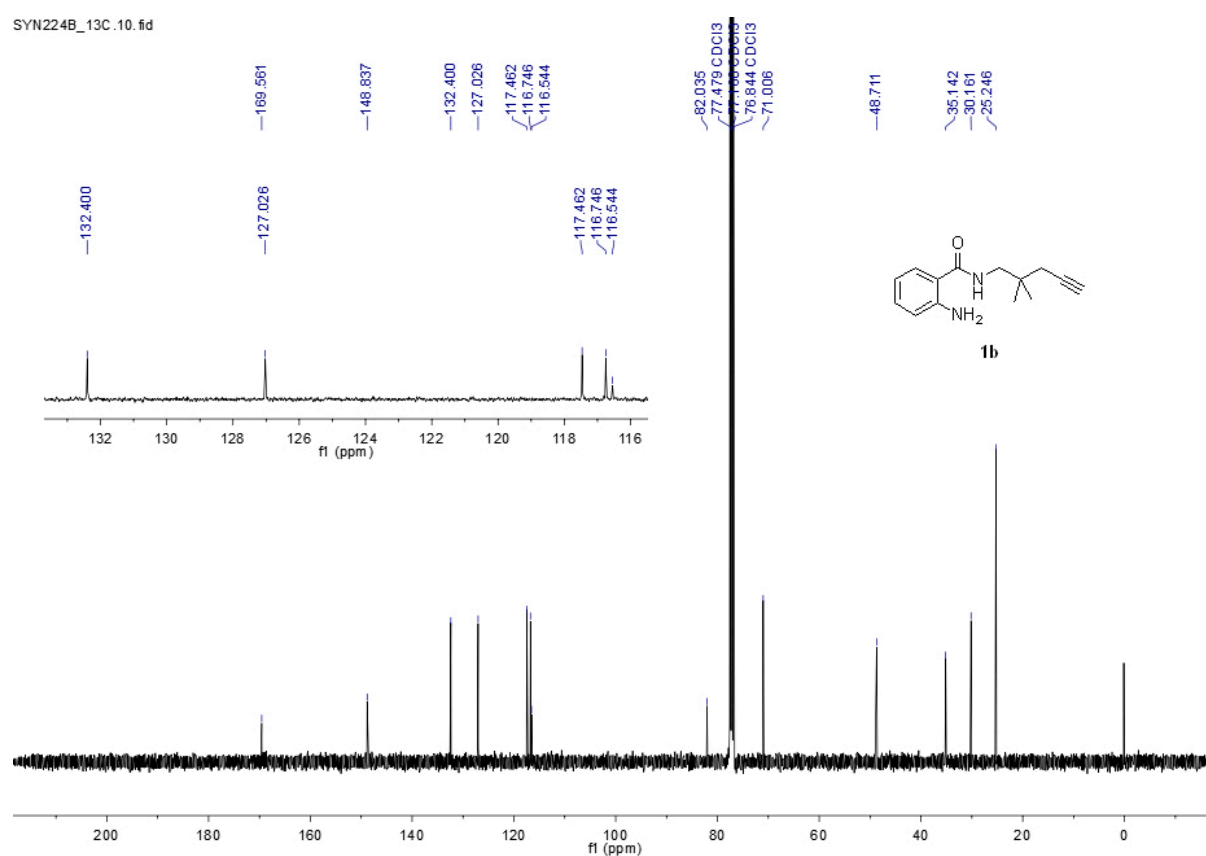 SYN224B_13C.10.fid
169.561
148.837
132.400
127.026
117.462
116.746
116.544
82.035
77.479 CDCl3
76.844 CDCl3
71.006
48.711
35.142
30.161
25.246
132.400
127.026
117.462
116.746
116.544
132 130 128 126 124 122 120 118 116
f1 (ppm)
O
N
H
NH2
1b
200 180 160 140 120 100 80 60 40 20 0
f1 (ppm)